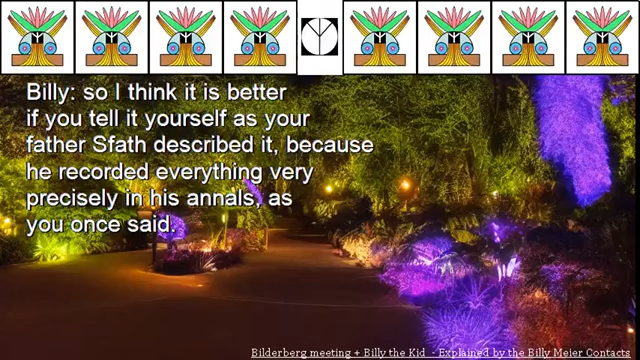 Billy: so I think it is better
if you tell it yourself as your
father Sfath described it, because
he recorded everything very
precisely in his annals, as
you once said.
Bilderberg meeting + Billy the Kid - Explained by the Billy Meier Contacts